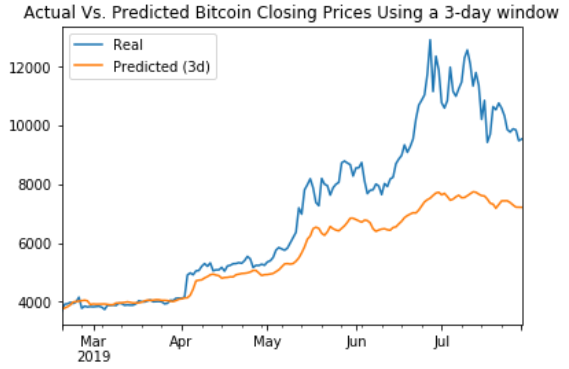 Actual Vs. Predicted Bitcoin Closing Prices Using a 3-day window
Real
Predicted (3d)
12000
10000
8000
6000
4000
Mar Apr May Jun Jul
2019